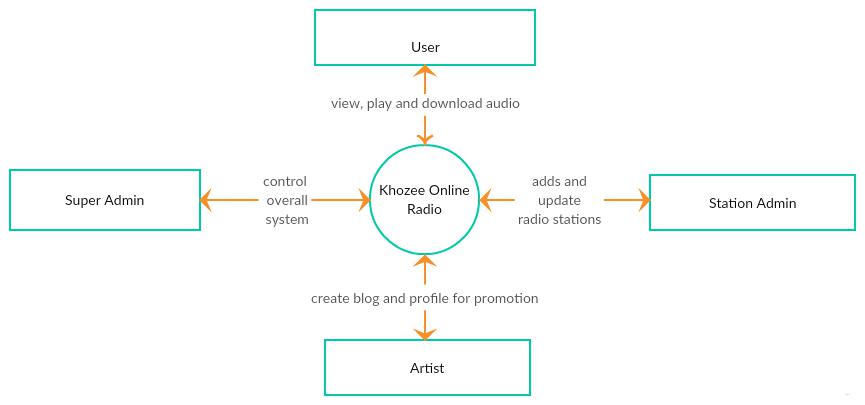 User
view, play and download audio
Super Admin
control
overall
system
Khozee Online
Radio
adds and
update
radio stations
Station Admin
create blog and profile for promotion
Artist